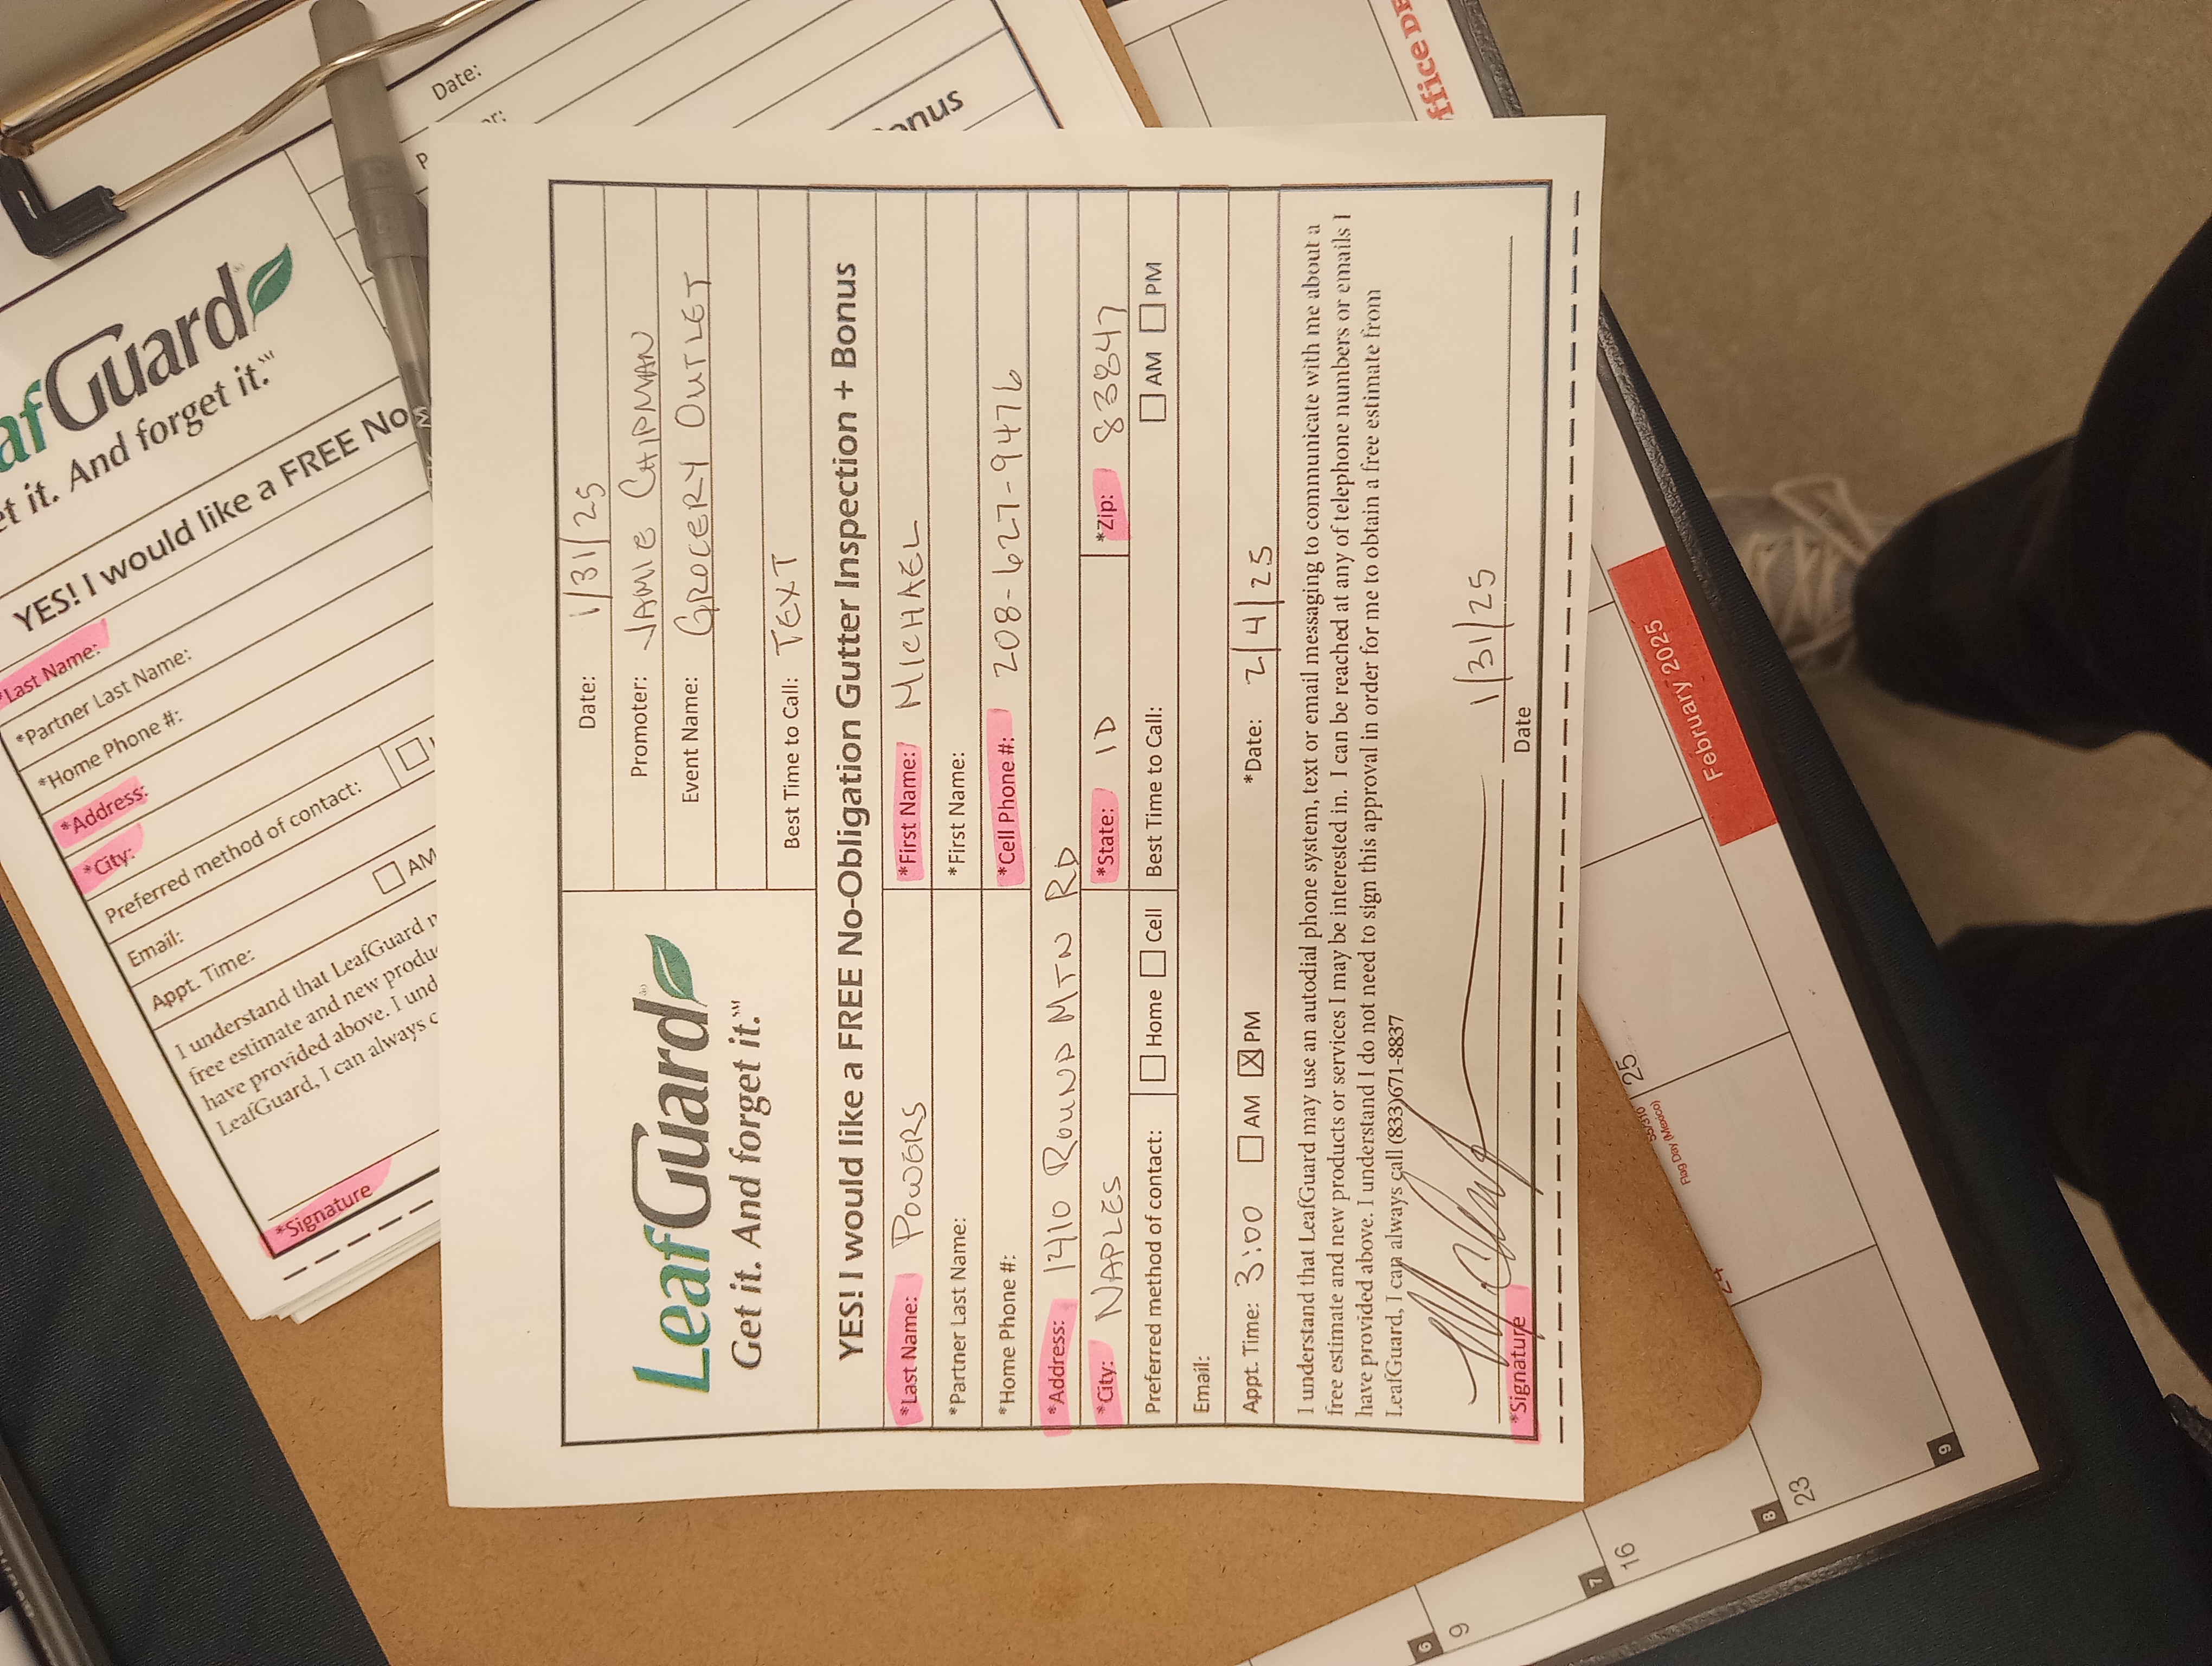 LeafGuard
Get it. And forget it.℠
Date: 1/31/25
Promoter: JAMIE CHIPMAN
Event Name: GROCERY OUTLET
Best Time to Call: TEXT
YES! I would like a FREE No-Obligation Gutter Inspection + Bonus
*Last Name: POWERS *First Name: MICHAEL
*Partner Last Name: *First Name:
*Home Phone #: *Cell Phone #: 208-627-9476
*Address: 1410 ROUND MTN RD
*City: NAPLES *State: ID *Zip: 83847
Preferred method of contact: Home Cell Best Time to Call: AM PM
Email:
Appt. Time: 3:00 AM X PM *Date: 2/4/25
I understand that LeafGuard may use an autodial phone system, text or email messaging to communicate with me about a
free estimate and new products or services I may be interested in. I can be reached at any of telephone numbers or emails I
have provided above. I understand I do not need to sign this approval in order for me to obtain a free estimate from
LeafGuard, I can always call (833)671-8837
1/31/25
*Signature Date
afGuard
et it. And forget it.℠
YES! I would like a FREE No
*Last Name:
*Partner Last Name:
*Home Phone #:
*Address:
*City:
Preferred method of contact:
Email:
Appt. Time: AM
I understand that LeafGuard
free estimate and new produ
have provided above. I und
LeafGuard, I can always c
*Signature
Date:
onus
ffice DE
6
9
7
16
55/310
Flag Day (Mexico)
25
24
8
23
9
February 2025